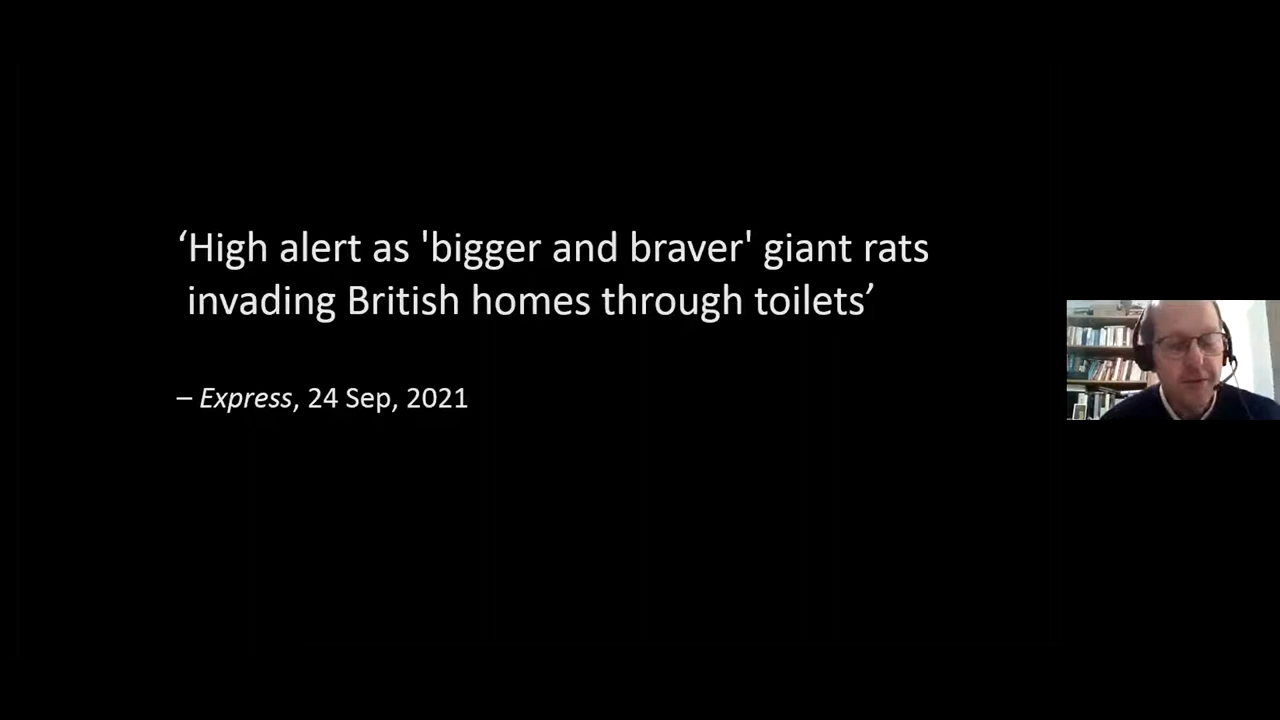 ‘High alert as 'bigger and braver' giant rats
invading British homes through toilets’
– Express, 24 Sep, 2021